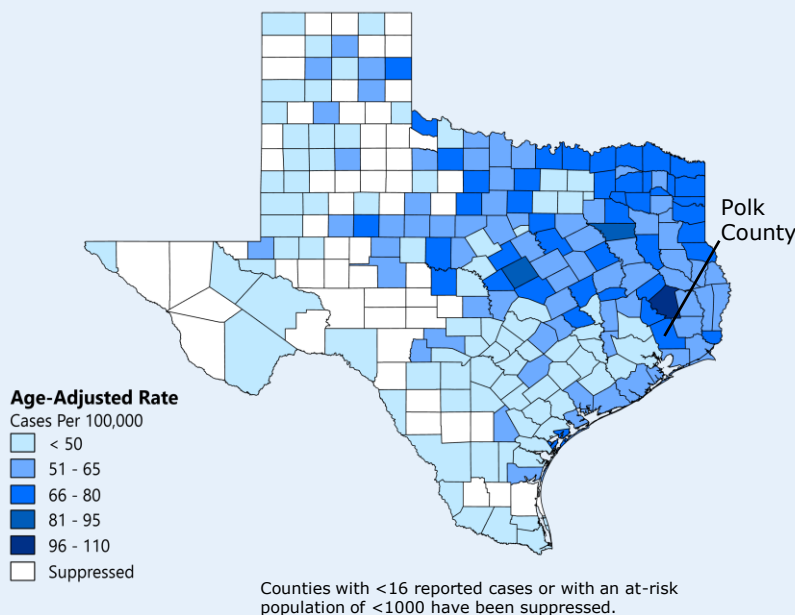 Polk
County
Age-Adjusted Rate
Cases Per 100,000
< 50
51 - 65
66 - 80
81 - 95
96 - 110
Suppressed
Counties with <16 reported cases or with an at-risk
population of <1000 have been suppressed.